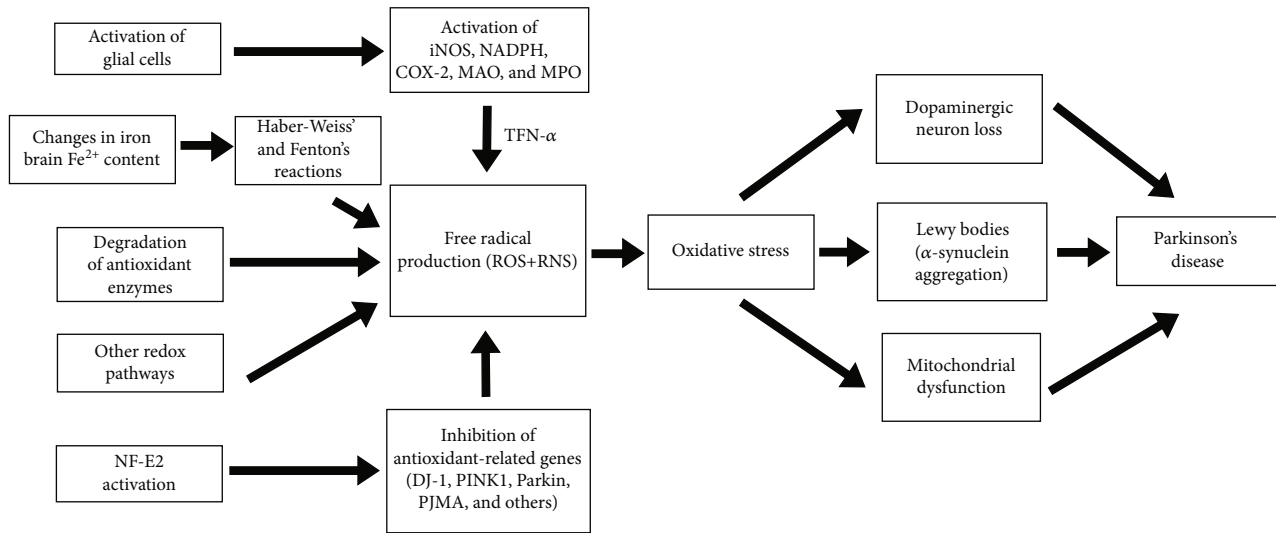 Activation of
glial cells
Activation of
iNOS, NADPH,
COX-2, MAO, and MPO
Changes in iron
brain Fe²⁺ content
Haber-Weiss'
and Fenton's
reactions
TFN-α
Degradation
of antioxidant
enzymes
Free radical
production (ROS+RNS)
Other redox
pathways
NF-E2
activation
Inhibition of
antioxidant-related genes
(DJ-1, PINK1, Parkin,
PJMA, and others)
Oxidative stress
Dopaminergic
neuron loss
Lewy bodies
(α-synuclein
aggregation)
Mitochondrial
dysfunction
Parkinson's
disease